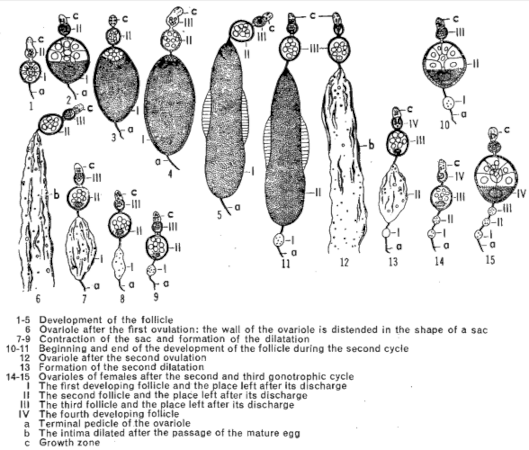 c
II
I
a
1
c
II
I
a
2
c
II
I
a
3
c
III
II
I
a
4
c
III
II
I
a
5
c
III
II
b
6
c
III
II
I
a
7
c
III
II
I
a
8
c
III
II
I
a
9
c
III
II
I
a
10
c
III
II
I
a
11
c
III
b
12
c
IV
III
II
I
a
13
c
IV
III
II
I
a
14
c
IV
III
II
I
a
15
1-5 Development of the follicle
6 Ovariole after the first ovulation: the wall of the ovariole is distended in the shape of a sac
7-9 Contraction of the sac and formation of the dilatation
10-11 Beginning and end of the development of the follicle during the second cycle
12 Ovariole after the second ovulation
13 Formation of the second dilatation
14-15 Ovarioles of females after the second and third gonotrophic cycle
I The first developing follicle and the place left after its discharge
II The second follicle and the place left after its discharge
III The third follicle and the place left after its discharge
IV The fourth developing follicle
a Terminal pedicle of the ovariole
b The intima dilated after the passage of the mature egg
c Growth zone